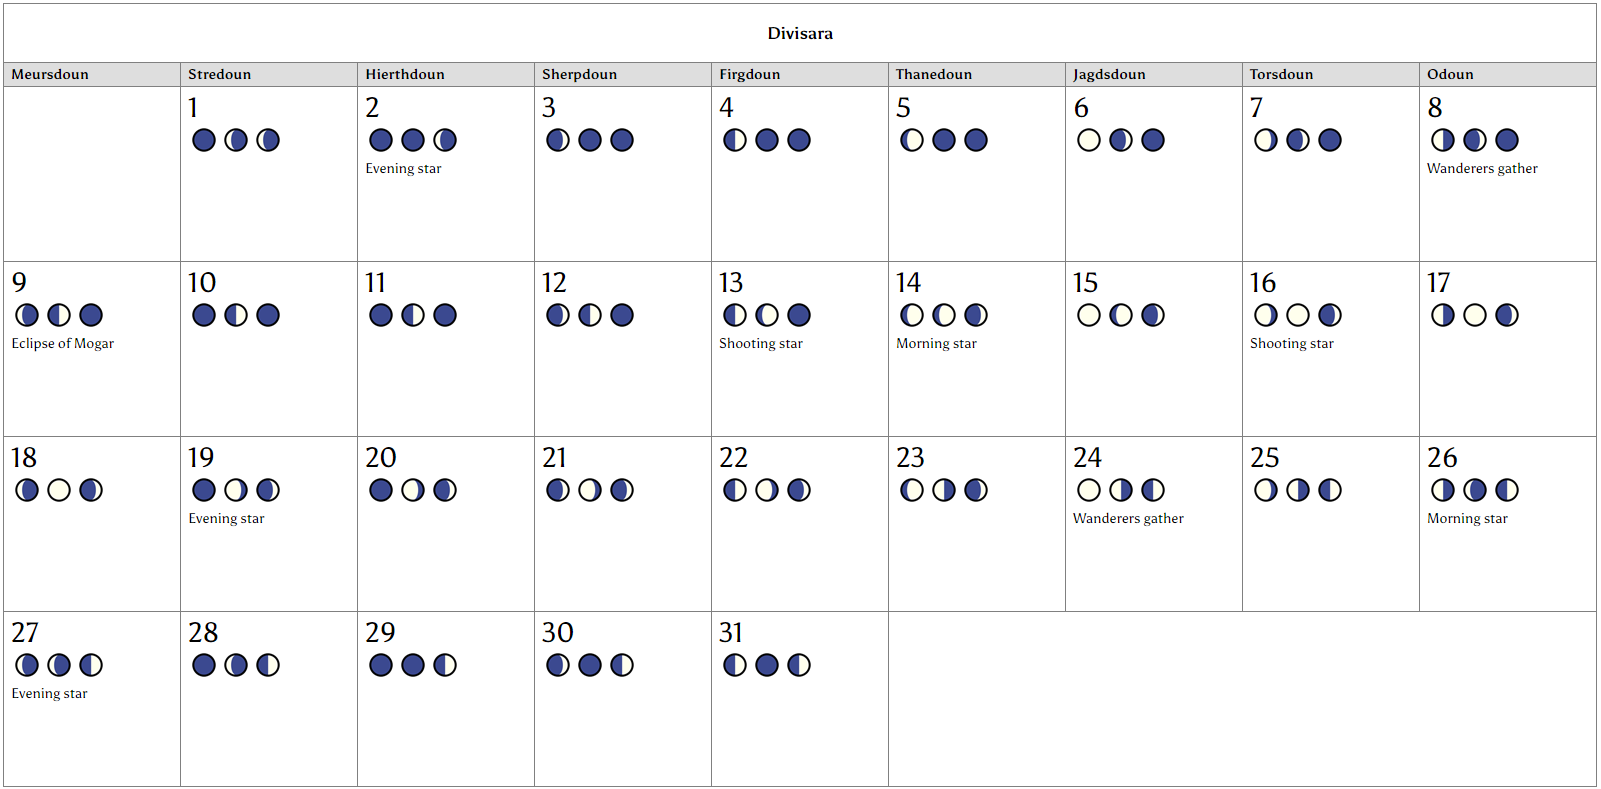 Divisara
Meursdoun Stredoun Hierthdoun Sherpdoun Firgdoun Thanedoun Jagdsdoun Torsdoun Odoun
1 2 3 4 5 6 7 8
Evening star Wanderers gather
9 10 11 12 13 14 15 16 17
Eclipse of Mogar Shooting star Morning star Shooting star
18 19 20 21 22 23 24 25 26
Evening star Wanderers gather Morning star
27 28 29 30 31
Evening star